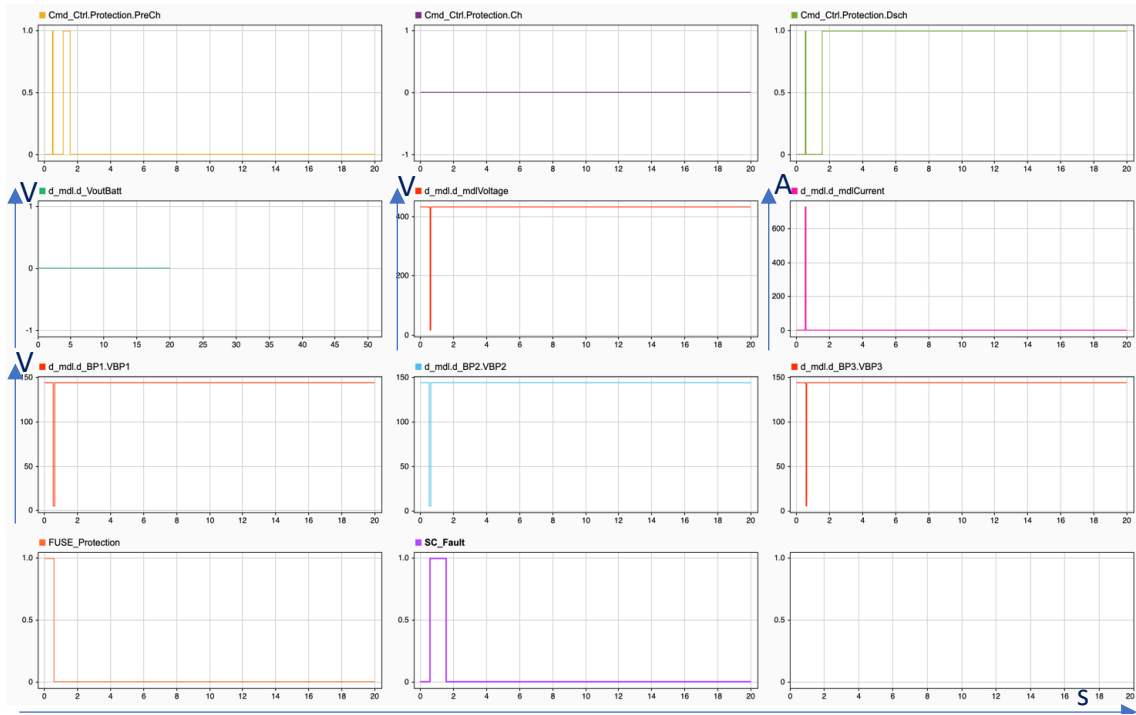 Cmd_Ctrl.Protection.PreCh
Cmd_Ctrl.Protection.Ch
Cmd_Ctrl.Protection.Dsch
1.0
0.5
0
0 2 4 6 8 10 12 14 16 18 20
1
0
-1
0 2 4 6 8 10 12 14 16 18 20
1.0
0.5
0
0 2 4 6 8 10 12 14 16 18 20
V
d_mdl.d_VoutBatt
V
d_mdl.d_mdlVoltage
A
d_mdl.d_mdlCurrent
1
0
-1
0 5 10 15 20 25 30 35 40 45 50
400
200
0
0 2 4 6 8 10 12 14 16 18 20
600
400
200
0
0 2 4 6 8 10 12 14 16 18 20
V
d_mdl.d_BP1.VBP1
d_mdl.d_BP2.VBP2
d_mdl.d_BP3.VBP3
150
100
50
0
0 2 4 6 8 10 12 14 16 18 20
150
100
50
0
0 2 4 6 8 10 12 14 16 18 20
150
100
50
0
0 2 4 6 8 10 12 14 16 18 20
FUSE_Protection
SC_Fault
1.0
0.5
0
0 2 4 6 8 10 12 14 16 18 20
1.0
0.5
0
0 2 4 6 8 10 12 14 16 18 20
1.0
0.5
0
0 2 4 6 8 10 12 14 16 18 20
s